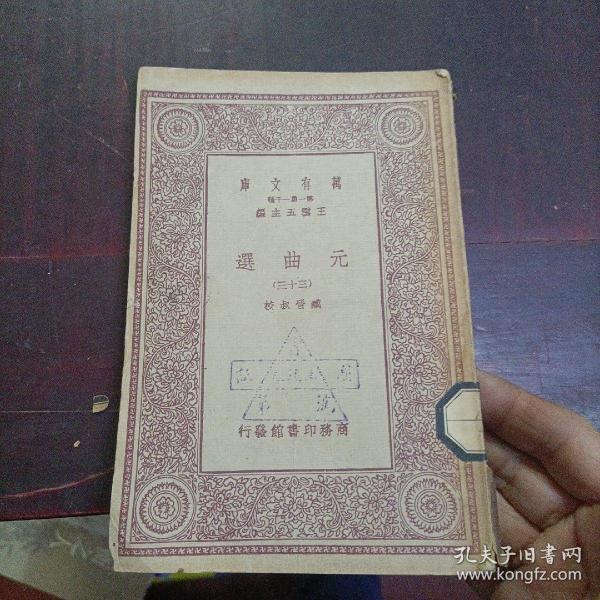 庫文有萬
種千一第一集
編主五雲王
選曲元
(三十三)
校叔晉臧
行發館書印務商
孔夫子旧书网
www.kongfz.com